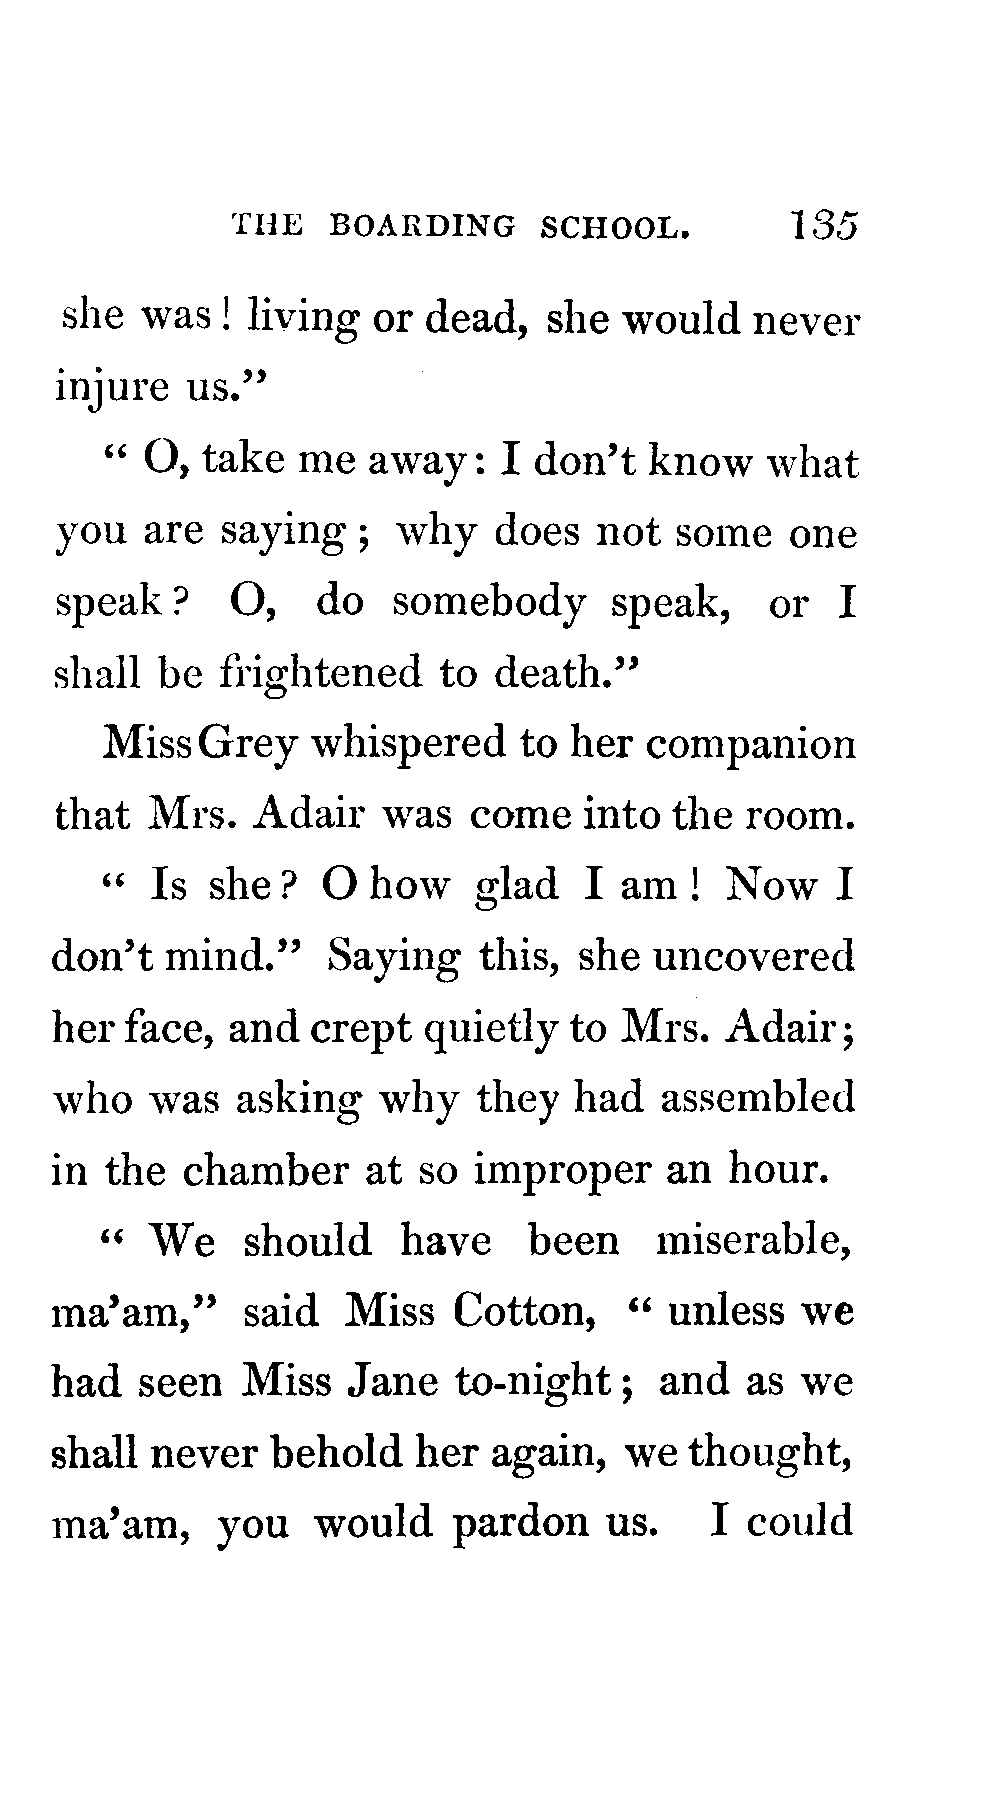 THE BOARDING SCHOOL. 135
she was! living or dead, she would never
injure us.”
“ O, take me away: I don’t know what
you are saying; why does not some one
speak? O, do somebody speak, or I
shall be frightened to death.”
Miss Grey whispered to her companion
that Mrs. Adair was come into the room.
“ Is she? O how glad I am! Now I
don’t mind.” Saying this, she uncovered
her face, and crept quietly to Mrs. Adair;
who was asking why they had assembled
in the chamber at so improper an hour.
“ We should have been miserable,
ma’am,” said Miss Cotton, “ unless we
had seen Miss Jane to-night; and as we
shall never behold her again, we thought,
ma’am, you would pardon us. I could